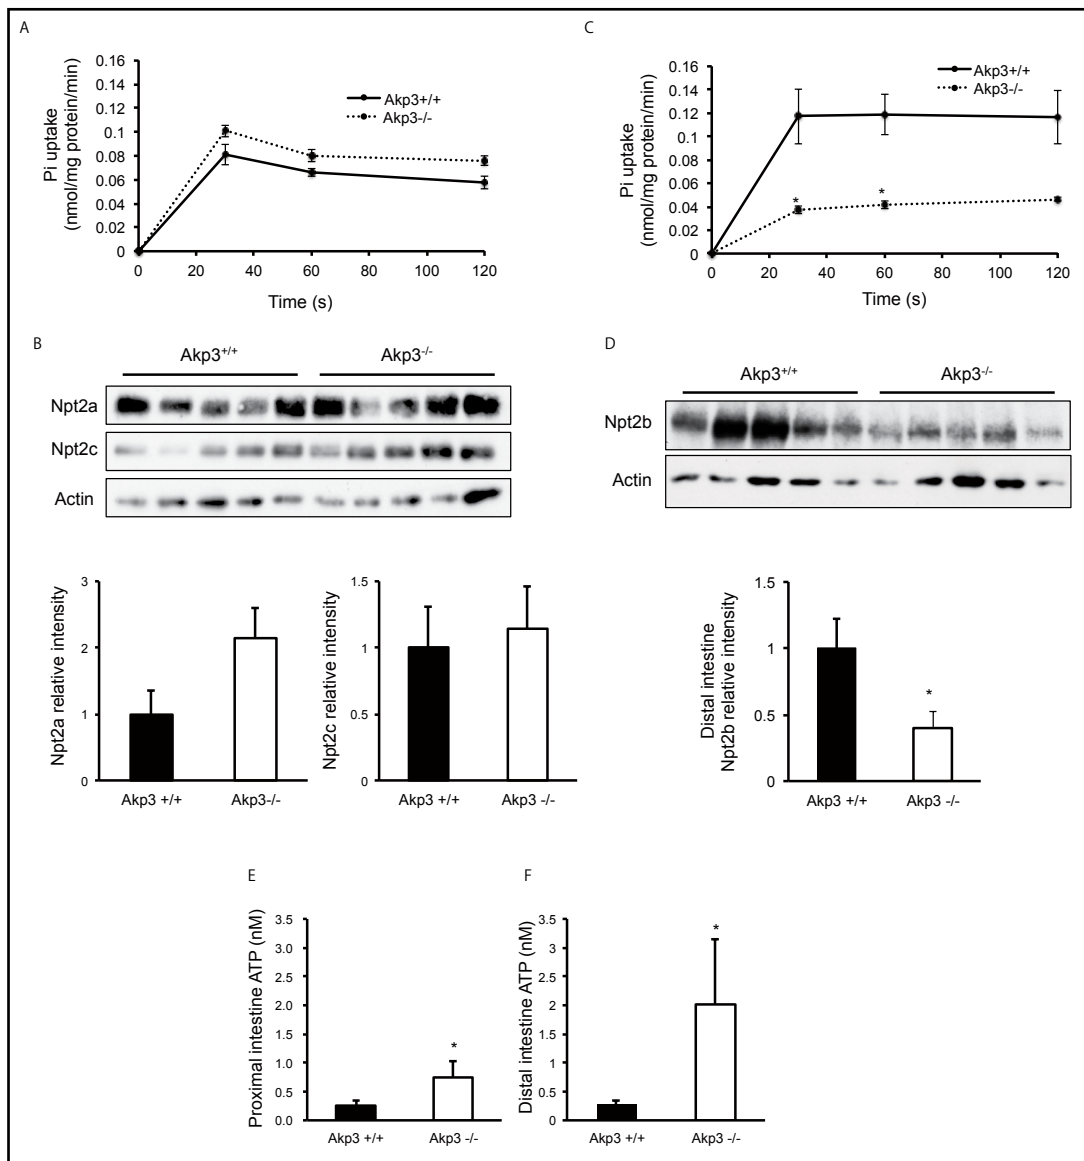 A
Pi uptake
(nmol/mg protein/min)
0.16
0.14
0.12
0.1
0.08
0.06
0.04
0.02
0
Akp3+/+
Akp3-/-
0 20 40 60 80 100 120
Time (s)
C
Pi uptake
(nmol/mg protein/min)
0.16
0.14
0.12
0.10
0.08
0.06
0.04
0.02
0
Akp3+/+
Akp3-/-
*
*
0 20 40 60 80 100 120
Time (s)
B
Akp3+/+ Akp3-/-
Npt2a
Npt2c
Actin
Npt2a relative intensity
3
2
1
0
Akp3 +/+ Akp3-/-
Npt2c relative intensity
1.5
1
0.5
0
Akp3 +/+ Akp3 -/-
D
Akp3+/+ Akp3-/-
Npt2b
Actin
Distal intestine
Npt2b relative intensity
1.5
1
0.5
0
*
Akp3 +/+ Akp3 -/-
E
Proximal intestine ATP (nM)
3.5
3.0
2.5
2.0
1.5
1.0
0.5
0.0
*
Akp3 +/+ Akp3 -/-
F
Distal intestine ATP (nM)
3.5
3
2.5
2
1.5
1
0.5
0
*
Akp3 +/+ Akp3 -/-